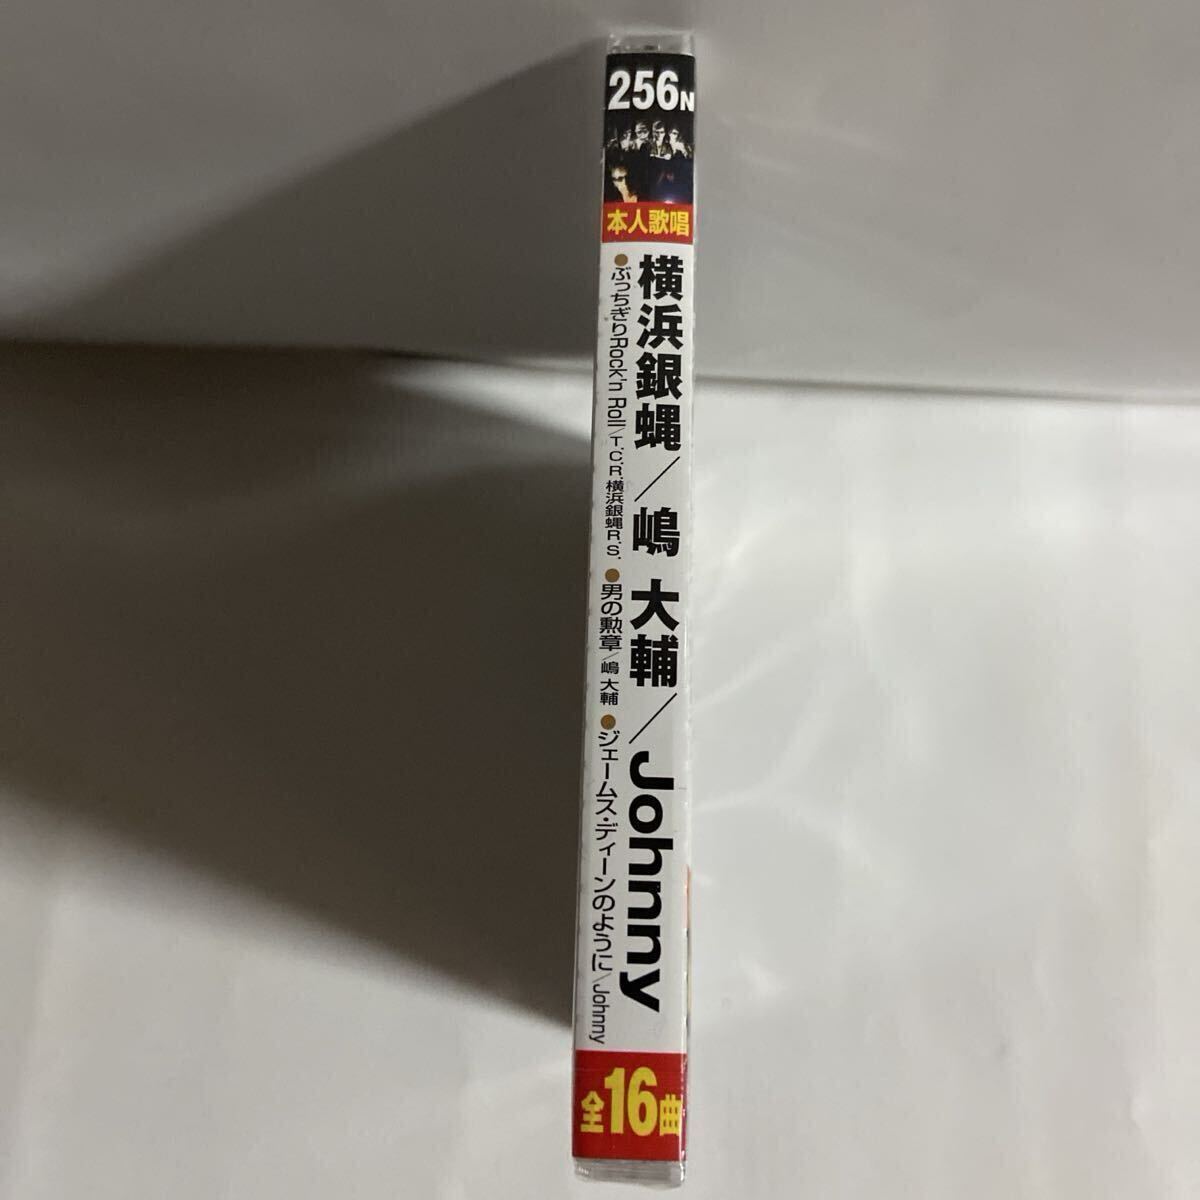 256N
本人歌唱
横浜銀蝿／嶋 大輔／Johnny
●ぶっちぎりRock'n Roll／T.C.R.横浜銀蝿R.S. ●男の勲章／嶋 大輔 ●ジェームス・ディーンのように／Johnny
全16曲